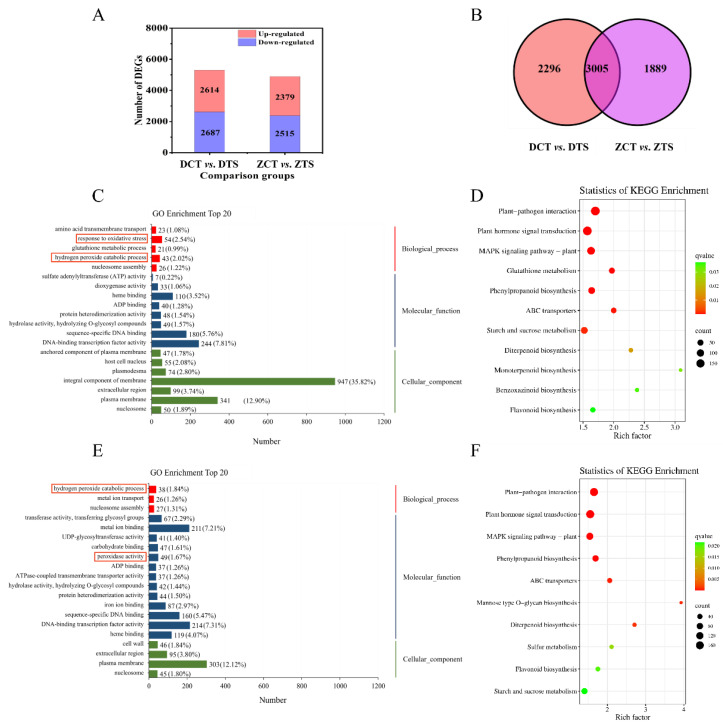 A
8000
6000
4000
2000
0
Number of DEGs
Up-regulated
Down-regulated
2614
2379
2687
2515
DCT vs. DTS
ZCT vs. ZTS
Comparison groups
B
2296
3005
1889
DCT vs. DTS
ZCT vs. ZTS
C
GO Enrichment Top 20
amino acid transmembrane transport 23 (1.08%)
response to oxidative stress 54 (2.54%)
glutathione metabolic process 21 (0.99%)
hydrogen peroxide catabolic process 43 (2.02%)
nucleosome assembly 26 (1.22%)
sulfate adenylyltransferase (ATP) activity 7 (0.22%)
dioxygenase activity 33 (1.06%)
heme binding 110 (3.52%)
ADP binding 40 (1.28%)
protein heterodimerization activity 48 (1.54%)
hydrolase activity, hydrolyzing O-glycosyl compounds 49 (1.57%)
sequence-specific DNA binding 180 (5.76%)
DNA-binding transcription factor activity 244 (7.81%)
anchored component of plasma membrane 47 (1.78%)
host cell nucleus 55 (2.08%)
plasmodesma 74 (2.80%)
integral component of membrane 947 (35.82%)
extracellular region 99 (3.74%)
plasma membrane 341 (12.90%)
nucleosome 50 (1.89%)
Biological_process
Molecular_function
Cellular_component
0 200 400 600 800 1000 1200
Number
D
Statistics of KEGG Enrichment
Plant-pathogen interaction
Plant hormone signal transduction
MAPK signaling pathway - plant
Glutathione metabolism
Phenylpropanoid biosynthesis
ABC transporters
Starch and sucrose metabolism
Diterpenoid biosynthesis
Monoterpenoid biosynthesis
Benzoxazinoid biosynthesis
Flavonoid biosynthesis
1.5 2.0 2.5 3.0
Rich factor
qvalue
0.03
0.02
0.01
count
50
100
150
E
GO Enrichment Top 20
hydrogen peroxide catabolic process 38 (1.84%)
metal ion transport 26 (1.26%)
nucleosome assembly 27 (1.31%)
transferase activity, transferring glycosyl groups 67 (2.29%)
metal ion binding 211 (7.21%)
UDP-glycosyltransferase activity 41 (1.40%)
carbohydrate binding 47 (1.61%)
peroxidase activity 49 (1.67%)
ADP binding 37 (1.26%)
ATPase-coupled transmembrane transporter activity 37 (1.26%)
hydrolase activity, hydrolyzing O-glycosyl compounds 42 (1.44%)
protein heterodimerization activity 44 (1.50%)
iron ion binding 87 (2.97%)
sequence-specific DNA binding 160 (5.47%)
DNA-binding transcription factor activity 214 (7.31%)
heme binding 119 (4.07%)
cell wall 46 (1.84%)
extracellular region 95 (3.80%)
plasma membrane 303 (12.12%)
nucleosome 45 (1.80%)
Biological_process
Molecular_function
Cellular_component
0 200 400 600 800 1000 1200
Number
F
Statistics of KEGG Enrichment
Plant-pathogen interaction
Plant hormone signal transduction
MAPK signaling pathway - plant
Phenylpropanoid biosynthesis
ABC transporters
Mannose type O-glycan biosynthesis
Diterpenoid biosynthesis
Sulfur metabolism
Flavonoid biosynthesis
Starch and sucrose metabolism
2 3 4
Rich factor
qvalue
0.020
0.015
0.010
0.005
count
40
80
120